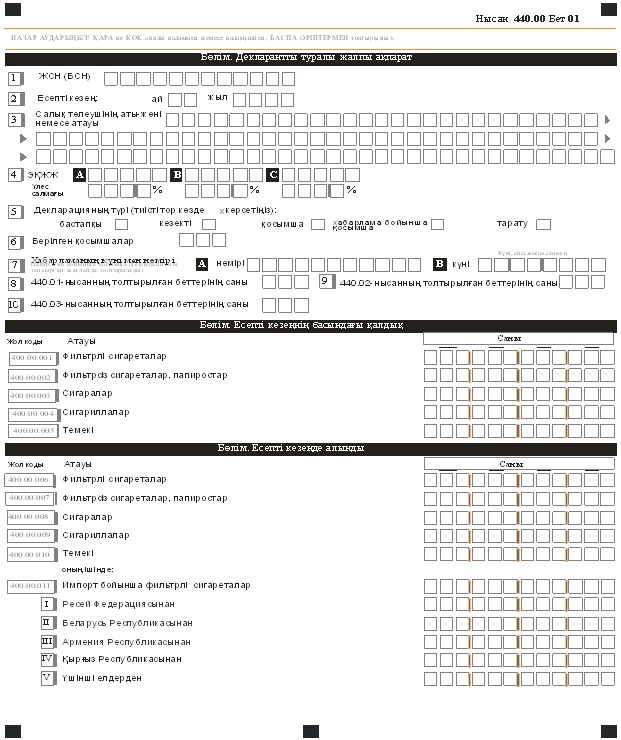 Нысан 440.00 Бет 01
НАЗАР АУДАРЫҢЫЗ! ҚАРА не КӨК сиялы қаламмен немесе қаламұшпен, БАСПА ӘРІПТЕРМЕН толтырыңыз.
Бөлім. Декларантты туралы жалпы ақпарат
1 ЖСН (БСН)
2 Есепті кезең: ай жыл
3 Салық төлеушінің аты-жөні
немесе атауы
4 ЭҚЖЖ A B C
Үлес
салмағы % % %
5 Декларацияның түрі (тиісті торкөзде х көрсетіңіз):
бастапқы кезекті қосымша хабарлама бойынша
қосымша тарату
6 Берілген қосымшалар
7 Хабарламаның күні мен нөмірі A нөмірі B күні
8 440.01-нысанның толтырылған беттерінің саны 9 440.02-нысанның толтырылған беттерінің саны
10 440.03-нысанның толтырылған беттерінің саны
Бөлім. Есепті кезеңнің басындағы қалдық
Жол коды Атауы Саны
400.00.001 Фильтрлі сигареталар
400.00.002 Фильтрсіз сигареталар, папиростар
400.00.003 Сигаралар
400.00.004 Сигариллалар
400.00.005 Темекі
Бөлім. Есепті кезеңде алынды
Жол коды Атауы Саны
400.00.006 Фильтрлі сигареталар
400.00.007 Фильтрсіз сигареталар, папиростар
400.00.008 Сигаралар
400.00.009 Сигариллалар
400.00.010 Темекі
оның ішінде:
400.00.011 Импорт бойынша фильтрлі сигареталар
I Ресей Федерациясынан
II Беларусь Республикасынан
III Армения Республикасынан
IV Қырғыз Республикасынан
V Үшінші елдерден